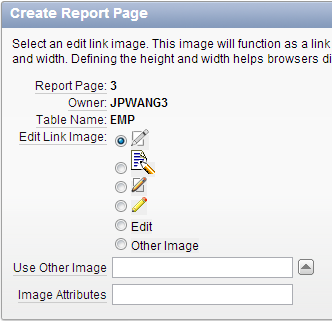 Create Report Page
Select an edit link image. This image will function as a link
and width. Defining the height and width helps browsers di
Report Page: 3
Owner: JPWANG3
Table Name: EMP
Edit Link Image:
Edit
Other Image
Use Other Image
Image Attributes